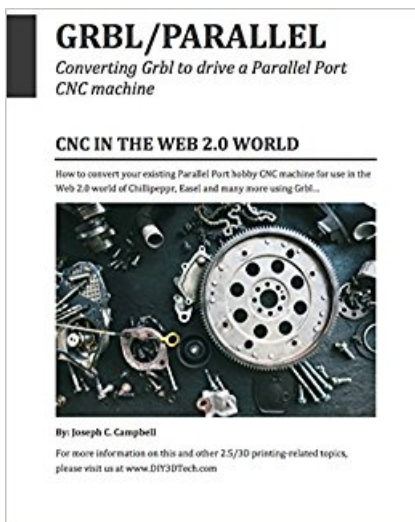 GRBL/PARALLEL
Converting Grbl to drive a Parallel Port
CNC machine
CNC IN THE WEB 2.0 WORLD
How to convert your existing Parallel Port hobby CNC machine for use in the
Web 2.0 world of Chillipeppr, Easel and many more using Grbl...
By: Joseph C. Campbell
For more information on this and other 2.5/3D printing-related topics,
please visit us at www.DIY3DTech.com